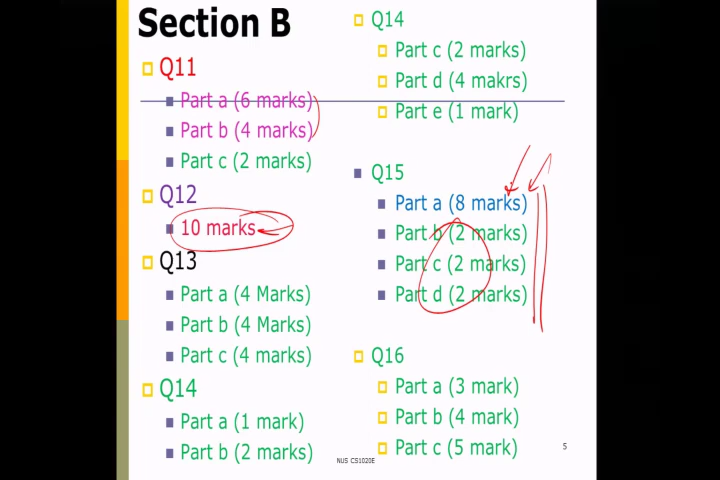 Section B
Q11
Part a (6 marks)
Part b (4 marks)
Part c (2 marks)
Q12
10 marks
Q13
Part a (4 Marks)
Part b (4 Marks)
Part c (4 marks)
Q14
Part a (1 mark)
Part b (2 marks)
Q14
Part c (2 marks)
Part d (4 makrs)
Part e (1 mark)
Q15
Part a (8 marks)
Part b (2 marks)
Part c (2 marks)
Part d (2 marks)
Q16
Part a (3 mark)
Part b (4 mark)
Part c (5 mark)
NUS CS1020E
5